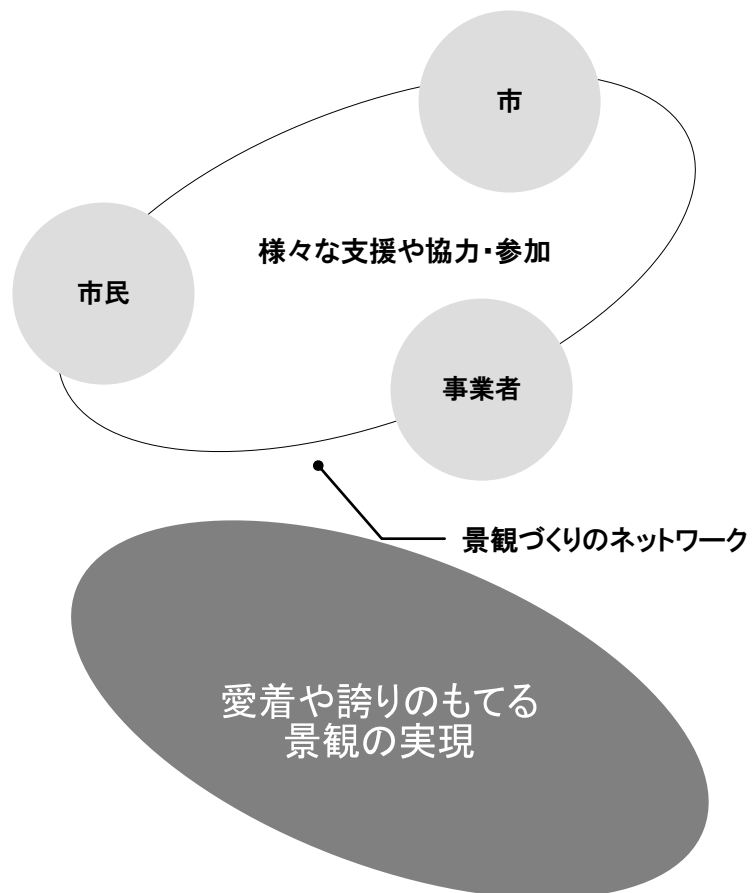 市
様々な支援や協力・参加
市民
事業者
景観づくりのネットワーク
愛着や誇りのもてる
景観の実現